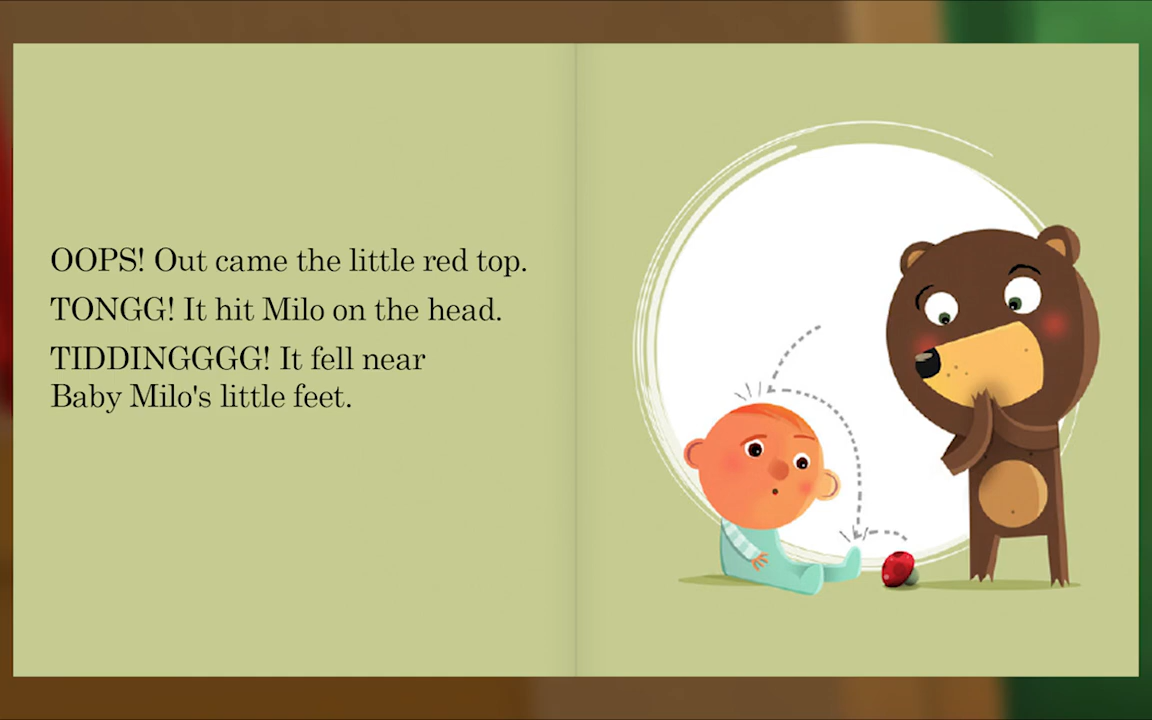 OOPS! Out came the little red top.
TONGG! It hit Milo on the head.
TIDDINGGGG! It fell near
Baby Milo's little feet.